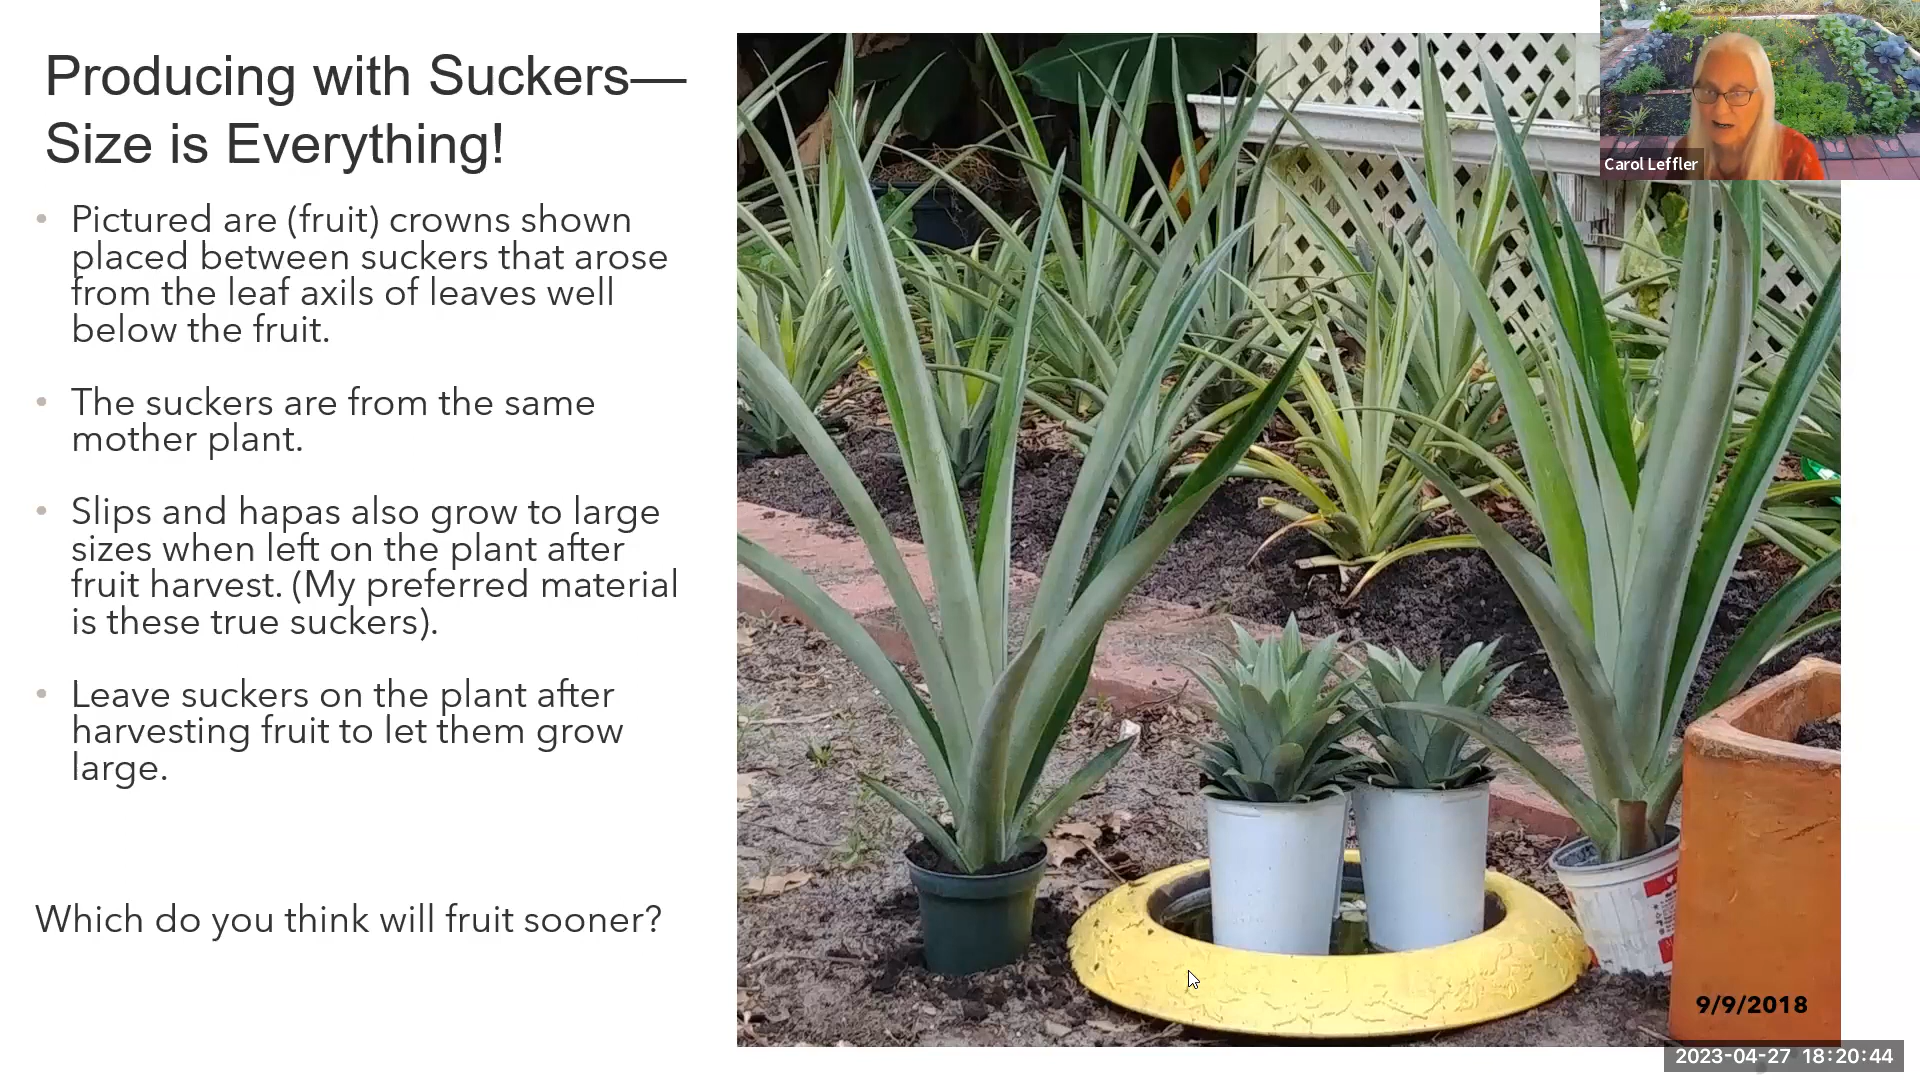 Producing with Suckers—
Size is Everything!
• Pictured are (fruit) crowns shown
placed between suckers that arose
from the leaf axils of leaves well
below the fruit.
• The suckers are from the same
mother plant.
• Slips and hapas also grow to large
sizes when left on the plant after
fruit harvest. (My preferred material
is these true suckers).
• Leave suckers on the plant after
harvesting fruit to let them grow
large.
Which do you think will fruit sooner?
Carol Leffler
9/9/2018
2023-04-27 18:20:44